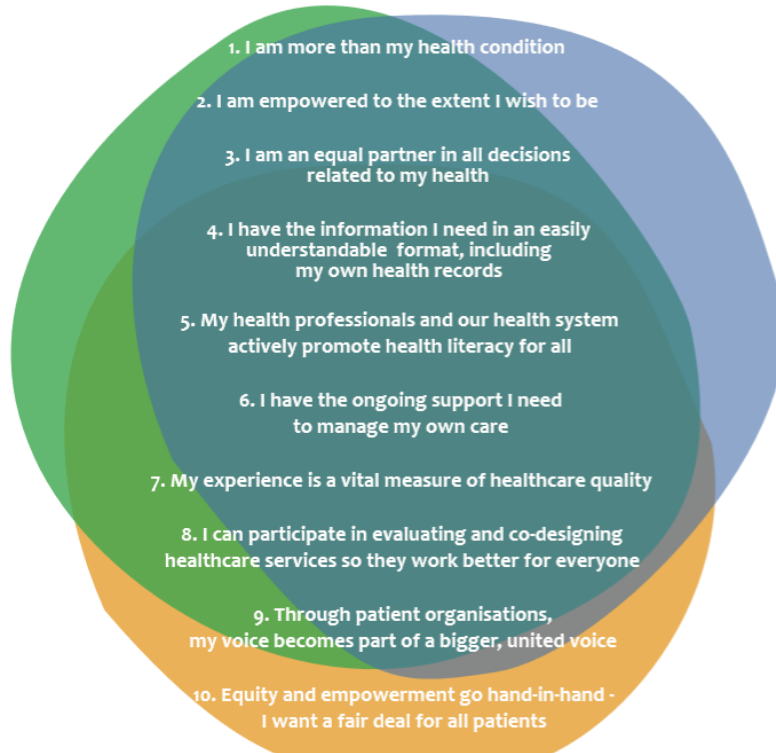 1. I am more than my health condition
2. I am empowered to the extent I wish to be
3. I am an equal partner in all decisions
related to my health
4. I have the information I need in an easily
understandable format, including
my own health records
5. My health professionals and our health system
actively promote health literacy for all
6. I have the ongoing support I need
to manage my own care
7. My experience is a vital measure of healthcare quality
8. I can participate in evaluating and co-designing
healthcare services so they work better for everyone
9. Through patient organisations,
my voice becomes part of a bigger, united voice
10. Equity and empowerment go hand-in-hand -
I want a fair deal for all patients